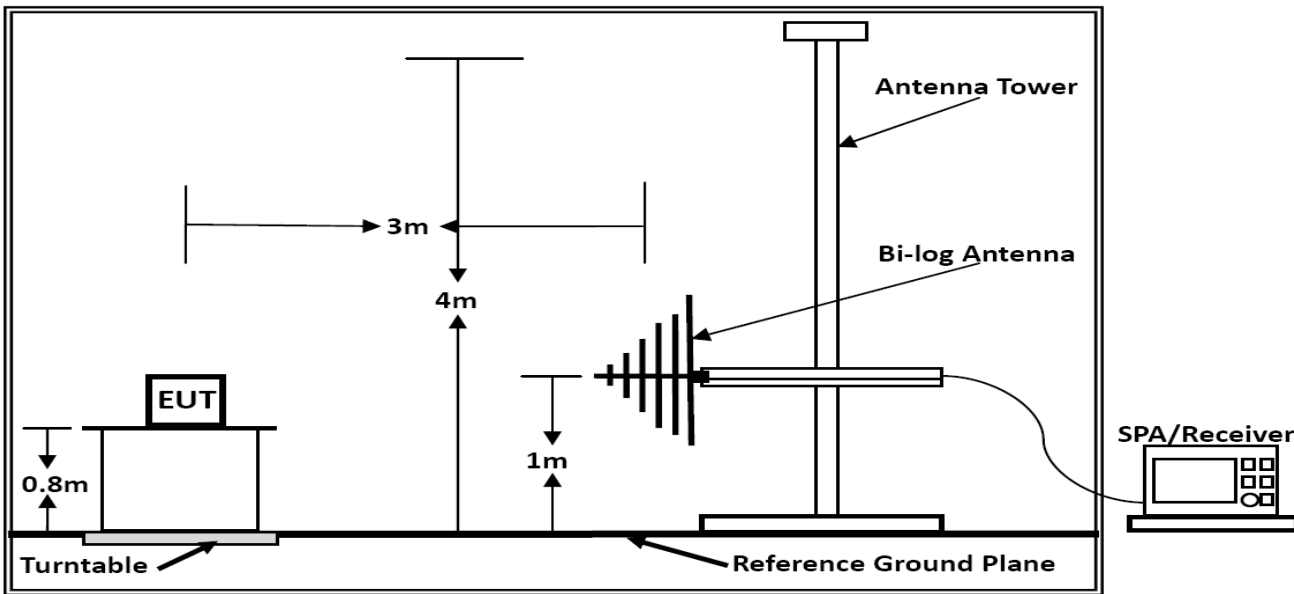 Antenna Tower
3m
Bi-log Antenna
4m
EUT
SPA/Receiver
1m
0.8m
Turntable
Reference Ground Plane